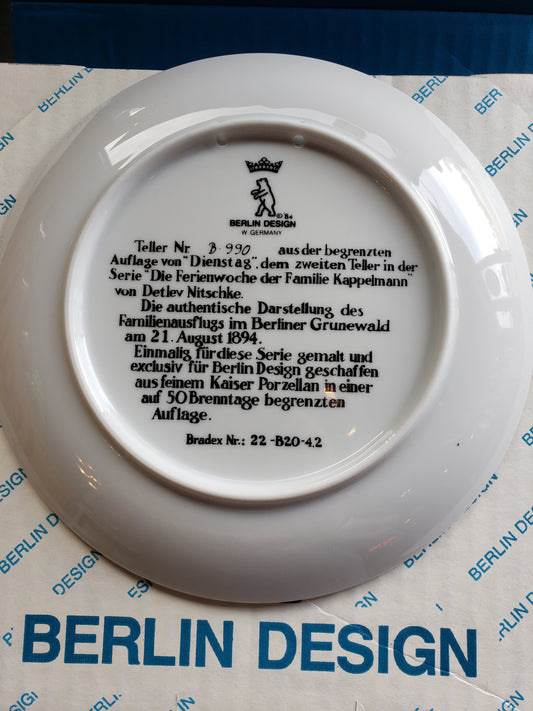 BERLIN DESIGN
© '84
BERLIN DESIGN
W. GERMANY
Teller Nr B 990 aus der begrenzten
Auflage von "Dienstag", dem zweiten Teller in der
Serie "Die Ferienwoche der Familie Kappelmann"
von Detlev Nitschke.
Die authentische Darstellung des
Familienausflugs im Berliner Grunewald
am 21. August 1894.
Einmalig für diese Serie gemalt und
exclusiv für Berlin Design geschaffen
aus feinem Kaiser Porzellan in einer
auf 50 Brenntage begrenzten
Auflage.
Bradex Nr.: 22-B20-4.2
BERLIN DESIGN